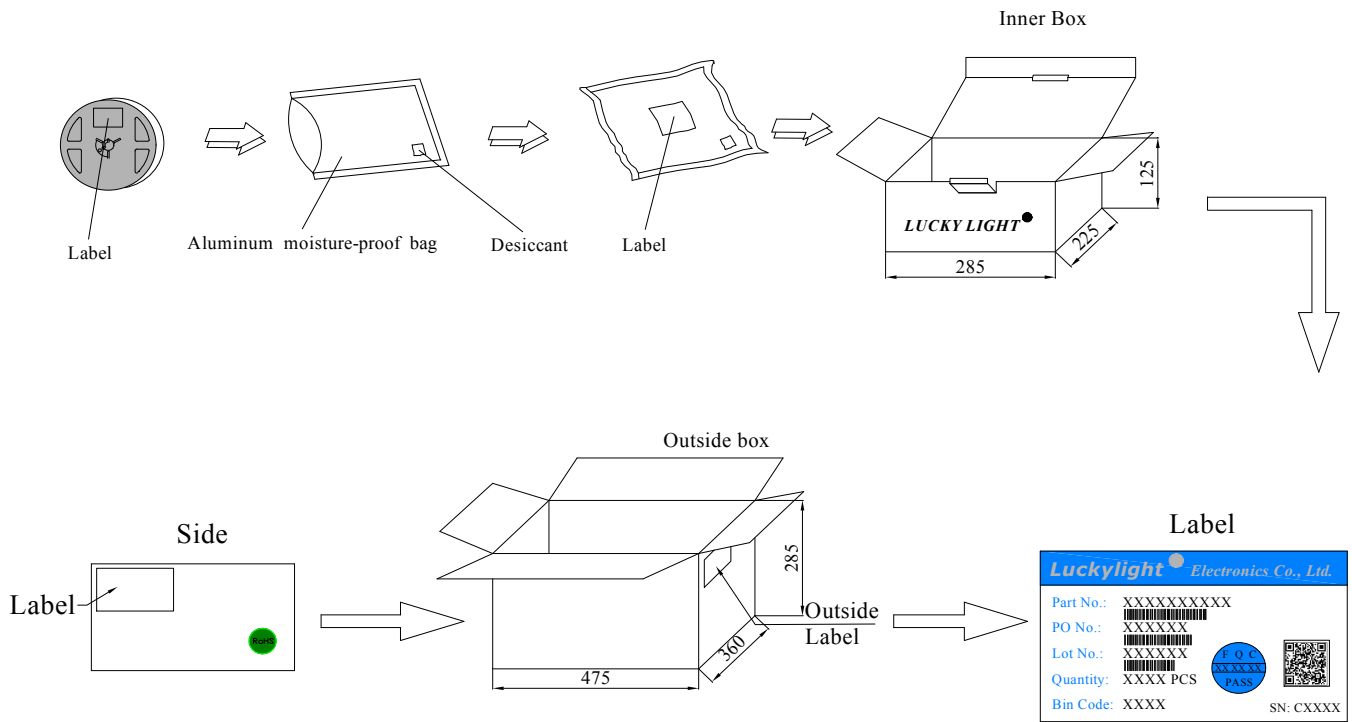 Inner Box
Label
Aluminum moisture-proof bag
Desiccant
Label
LUCKY LIGHT
125
225
285
Outside box
Side
Label
RoHS
285
360
475
Outside
Label
Label
Luckylight Electronics Co., Ltd.
Part No.: XXXXXXXXXX
PO No.: XXXXXX
Lot No.: XXXXXX
Quantity: XXXX PCS
Bin Code: XXXX
F Q C
XXXXXX
PASS
SN: CXXXX